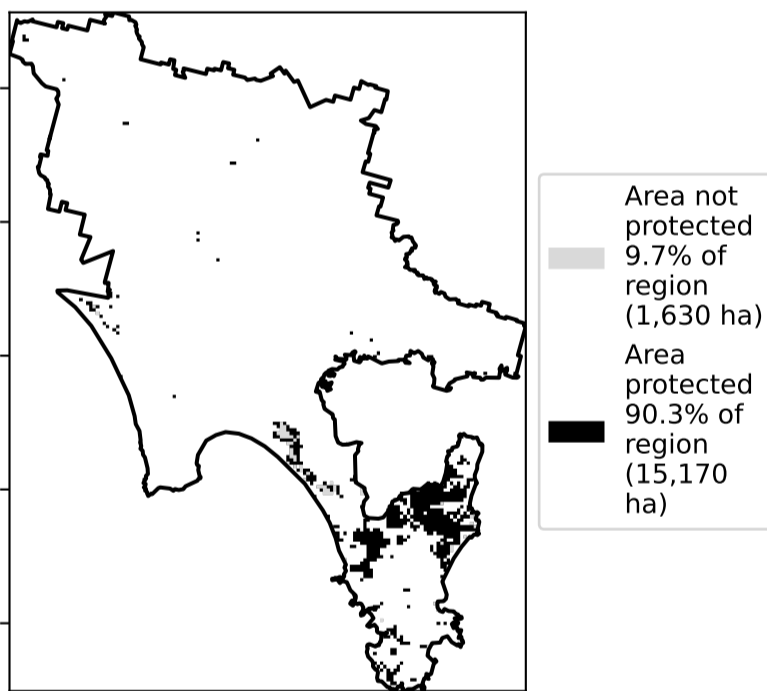 Area not
protected
9.7% of
region
(1,630 ha)
Area
protected
90.3% of
region
(15,170
ha)